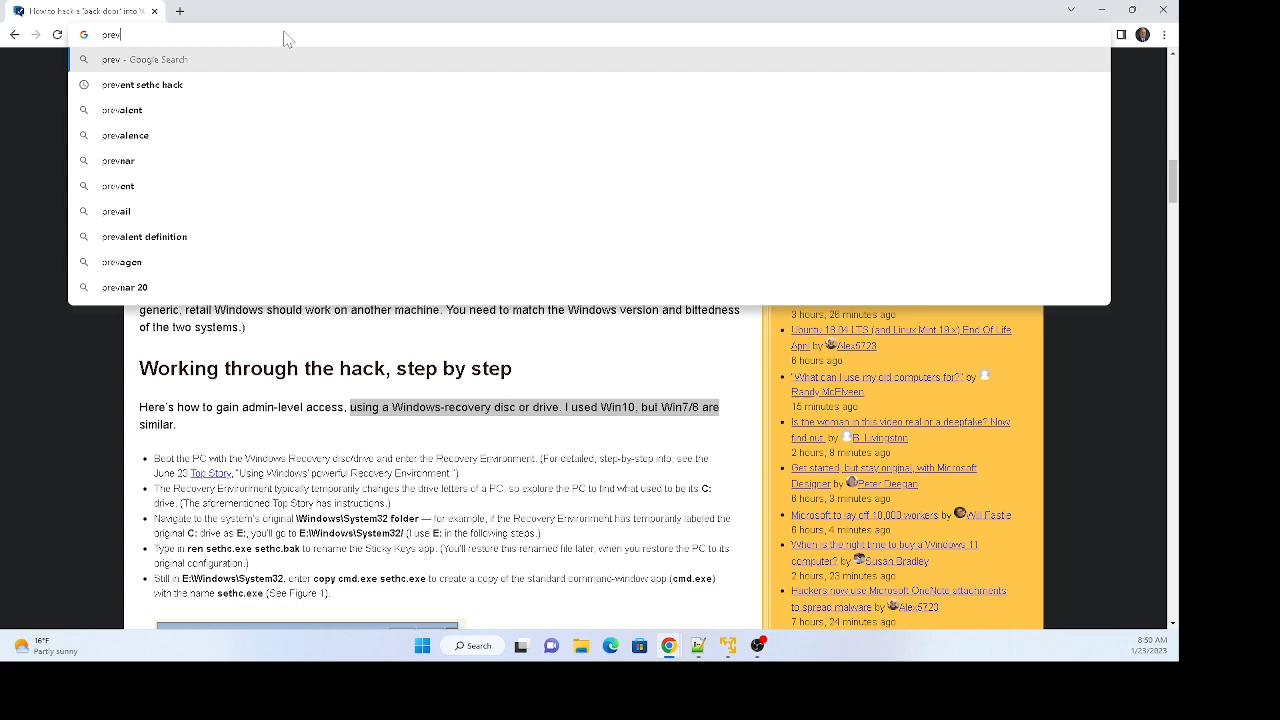 How to hack a 'back door' into W
prev
prev - Google Search
prevent sethc hack
prevalent
prevalence
prevnar
prevent
prevail
prevalent definition
prevagen
prevnar 20
generic, retail Windows should work on another machine. You need to match the Windows version and bittedness
of the two systems.)
Working through the hack, step by step
Here's how to gain admin-level access, using a Windows-recovery disc or drive. I used Win10, but Win7/8 are
similar.
Boot the PC with the Windows Recovery disc/drive and enter the Recovery Environment. (For detailed, step-by-step info, see the
June 23 Top Story, "Using Windows' powerful Recovery Environment.")
The Recovery Environment typically temporarily changes the drive letters of a PC, so explore the PC to find what used to be its C:
drive. (The aforementioned Top Story has instructions.)
Navigate to the system's original \Windows\System32 folder — for example, if the Recovery Environment has temporarily labeled the
original C: drive as E:, you'll go to E:\Windows\System32/ (I use E: in the following steps.)
Type in ren sethc.exe sethc.bak to rename the Sticky Keys app. (You'll restore this renamed file later, when you restore the PC to its
original configuration.)
Still in E:\Windows\System32, enter copy cmd.exe sethc.exe to create a copy of the standard command-window app (cmd.exe)
with the name sethc.exe (See Figure 1).
3 hours, 26 minutes ago
Ubuntu 18.04 LTS (and Linux Mint 19.x) End Of Life
April by Alex5723
6 hours ago
"What can I use my old computers for?" by
Randy McElveen
15 minutes ago
Is the woman in this video real or a deepfake? Now
find out. by B. Livingston
2 hours, 8 minutes ago
Get started, but stay original, with Microsoft
Designer by Peter Deegan
6 hours, 3 minutes ago
Microsoft to lay off 10,000 workers by Will Fastie
6 hours, 4 minutes ago
When is the right time to buy a Windows 11
computer? by Susan Bradley
2 hours, 23 minutes ago
Hackers now use Microsoft OneNote attachments
to spread malware by Alex5723
7 hours, 24 minutes ago
16°F
Partly sunny
Search
8:50 AM
1/23/2023